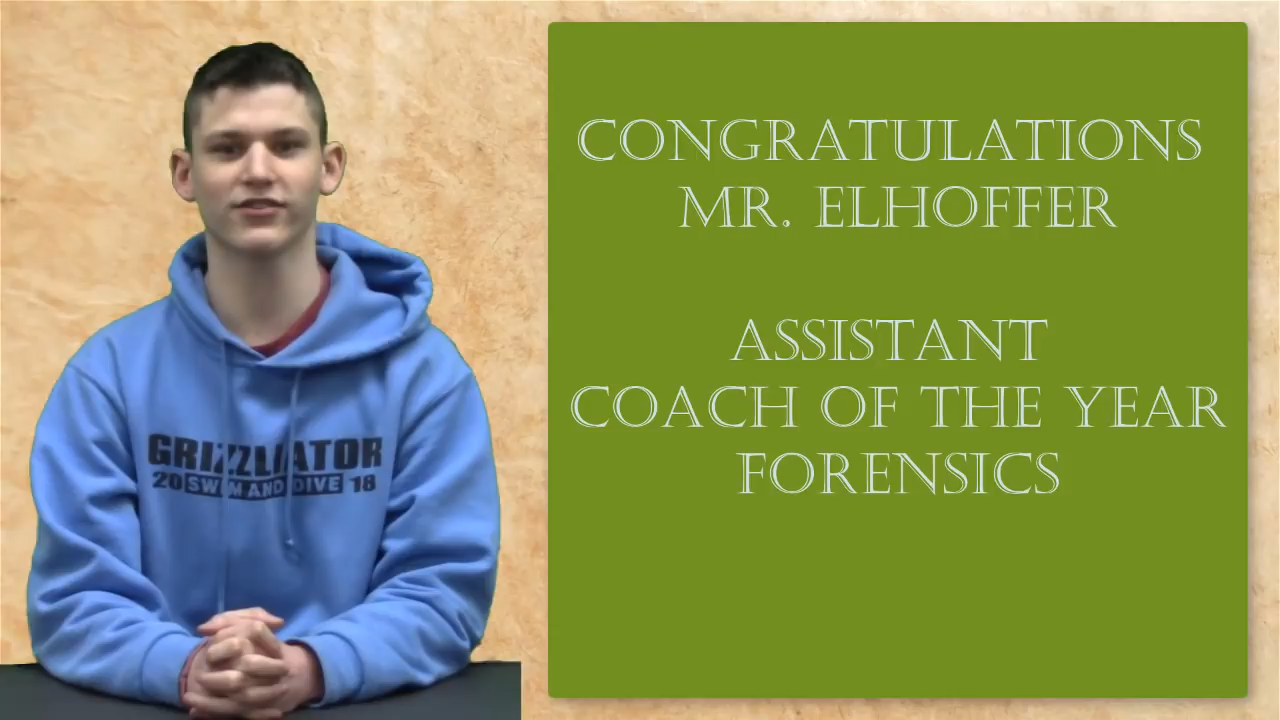 GRIZZLIATOR
20 SWIM AND DIVE 18
CONGRATULATIONS
MR. ELHOFFER
ASSISTANT
COACH OF THE YEAR
FORENSICS